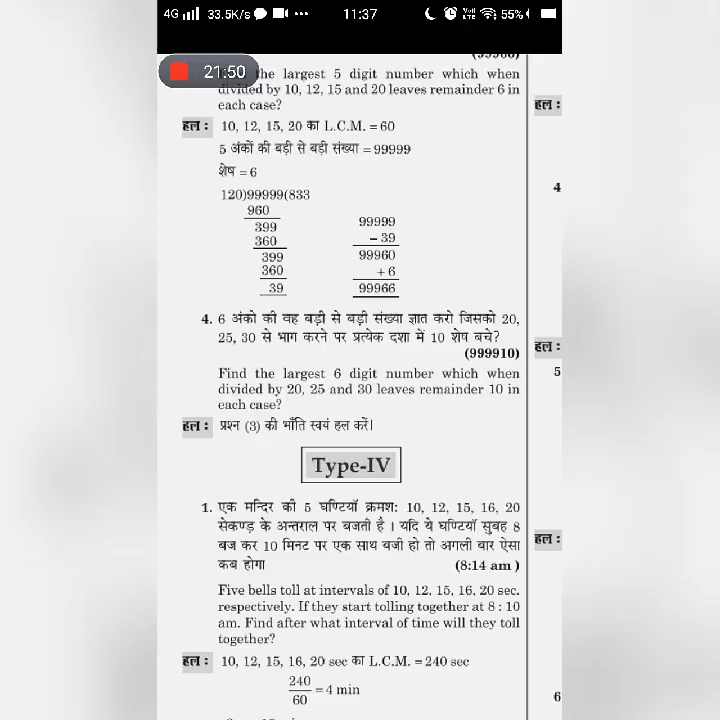 4G 33.5K/s 11:37 VoI) LTE 55%
21:50
the largest 5 digit number which when
divided by 10, 12, 15 and 20 leaves remainder 6 in
each case?
हल :
हल : 10, 12, 15, 20 का L.C.M. = 60
5 अंकों की बड़ी से बड़ी संख्या = 99999
शेष = 6
4
120)99999(833
960
399
360
399
360
39
99999
– 39
99960
+ 6
99966
4. 6 अंको की वह बड़ी से बड़ी संख्या ज्ञात करो जिसको 20,
25, 30 से भाग करने पर प्रत्येक दशा में 10 शेष बचे?
(999910)
हल :
Find the largest 6 digit number which when
divided by 20, 25 and 30 leaves remainder 10 in
each case?
5
हल : प्रश्न (3) की भाँति स्वयं हल करें।
Type-IV
1. एक मन्दिर की 5 घण्टियाँ क्रमश: 10, 12, 15, 16, 20
सेकण्ड के अन्तराल पर बजती है । यदि ये घण्टियाँ सुबह 8
बज कर 10 मिनट पर एक साथ बजी हो तो अगली बार ऐसा
कब होगा (8:14 am )
हल :
Five bells toll at intervals of 10, 12, 15, 16, 20 sec.
respectively. If they start tolling together at 8 : 10
am. Find after what interval of time will they toll
together?
हल : 10, 12, 15, 16, 20 sec का L.C.M. = 240 sec
240
60
= 4 min
6